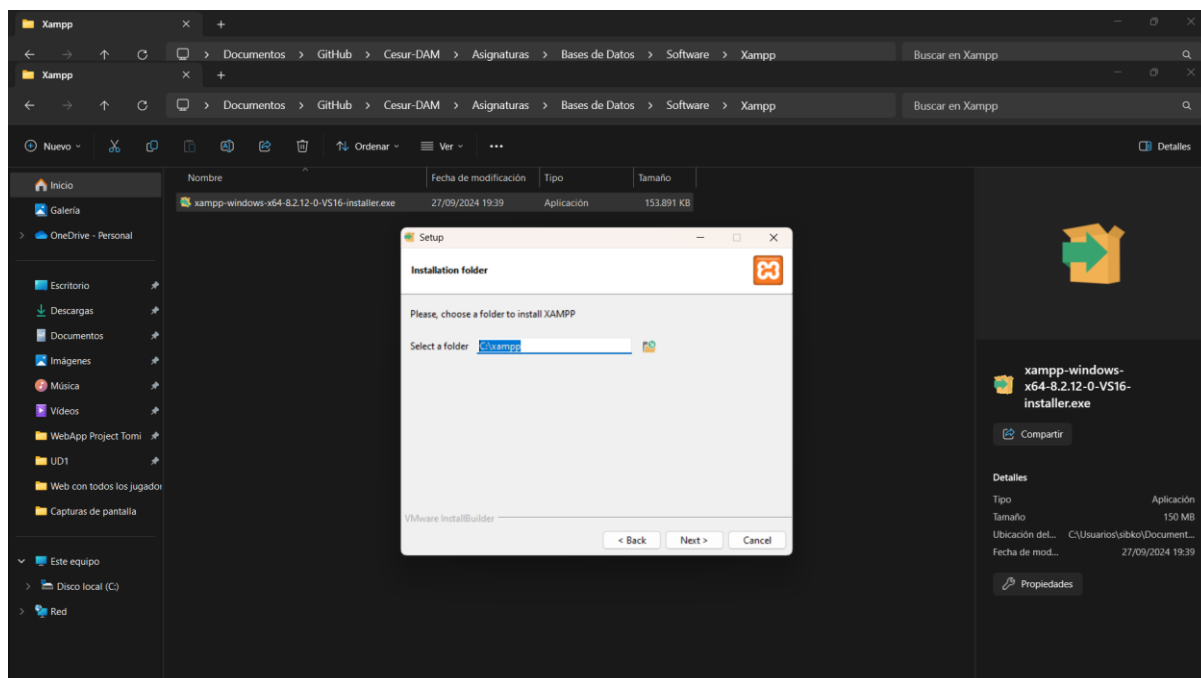 Xampp
Documentos > GitHub > Cesur-DAM > Asignaturas > Bases de Datos > Software > Xampp
Buscar en Xampp
Xampp
Documentos > GitHub > Cesur-DAM > Asignaturas > Bases de Datos > Software > Xampp
Buscar en Xampp
Nuevo
Ordenar
Ver
Detalles
Inicio
Galería
OneDrive - Personal
Escritorio
Descargas
Documentos
Imágenes
Música
Vídeos
WebApp Project Tomi
UD1
Web con todos los jugador
Capturas de pantalla
Este equipo
Disco local (C:)
Red
Nombre Fecha de modificación Tipo Tamaño
xampp-windows-x64-8.2.12-0-VS16-installer.exe 27/09/2024 19:39 Aplicación 153.891 KB
Setup
Installation folder
Please, choose a folder to install XAMPP
Select a folder C:\xampp
VMware InstallBuilder
< Back Next > Cancel
xampp-windows-
x64-8.2.12-0-VS16-
installer.exe
Compartir
Detalles
Tipo Aplicación
Tamaño 150 MB
Ubicación del... C:\Usuarios\sibko\Document...
Fecha de mod... 27/09/2024 19:39
Propiedades